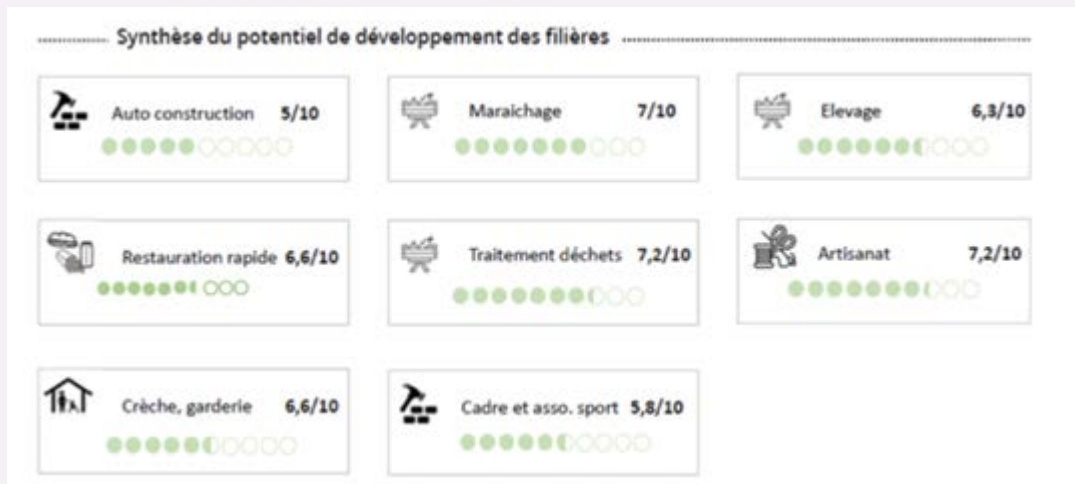 Synthèse du potentiel de développement des filières
Auto construction 5/10
Maraichage 7/10
Elevage 6,3/10
Restauration rapide 6,6/10
Traitement déchets 7,2/10
Artisanat 7,2/10
Crèche, garderie 6,6/10
Cadre et asso. sport 5,8/10